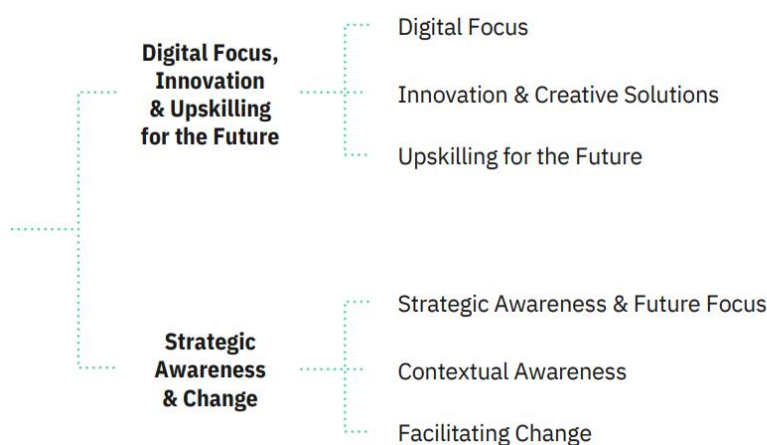 Digital Focus,
Innovation
& Upskilling
for the Future
Digital Focus
Innovation & Creative Solutions
Upskilling for the Future
Strategic
Awareness
& Change
Strategic Awareness & Future Focus
Contextual Awareness
Facilitating Change